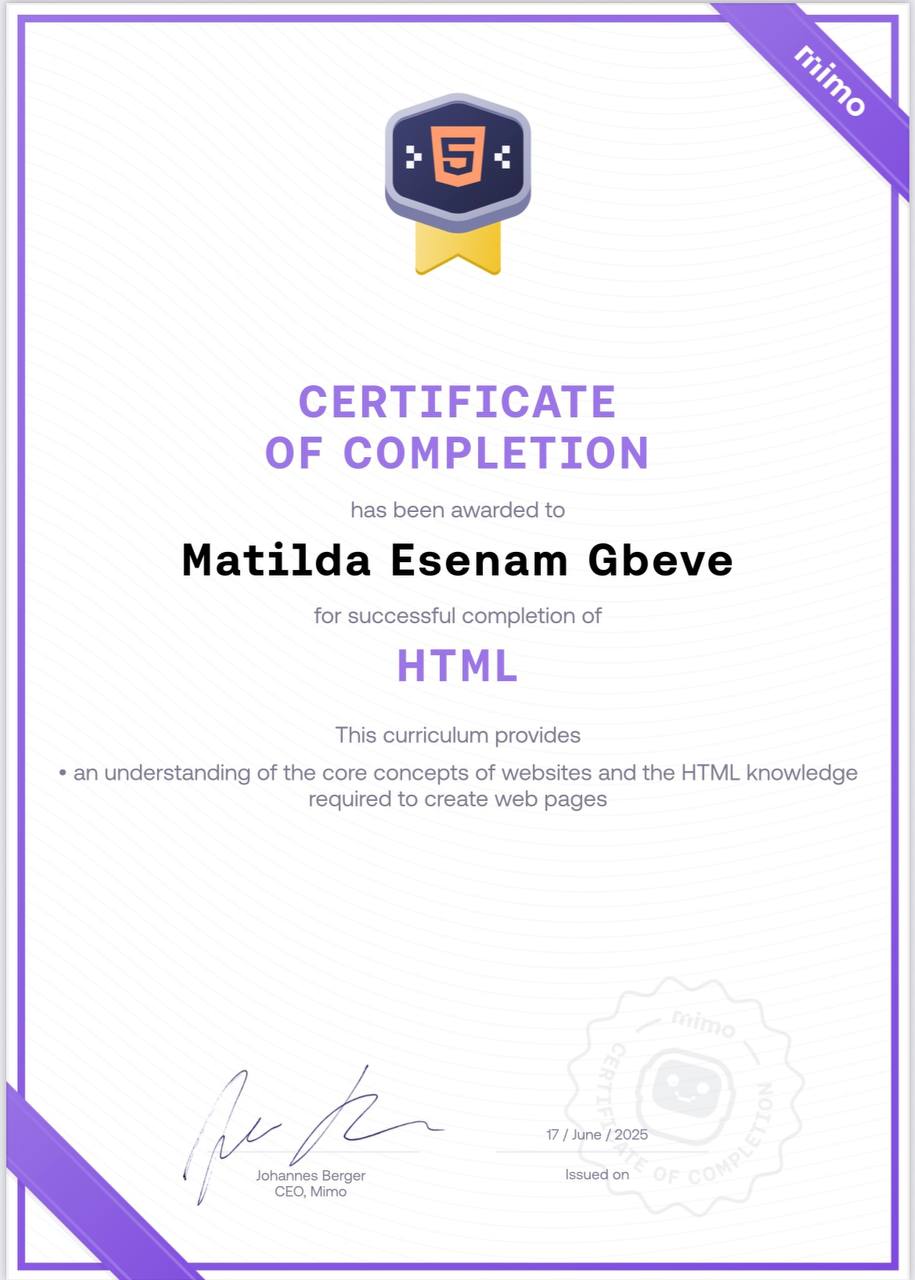 mimo
CERTIFICATE
OF COMPLETION
has been awarded to
Matilda Esenam Gbeve
for successful completion of
HTML
This curriculum provides
• an understanding of the core concepts of websites and the HTML knowledge
required to create web pages
mimo
CERTIFICATE OF COMPLETION
17 / June / 2025
Johannes Berger
CEO, Mimo
Issued on